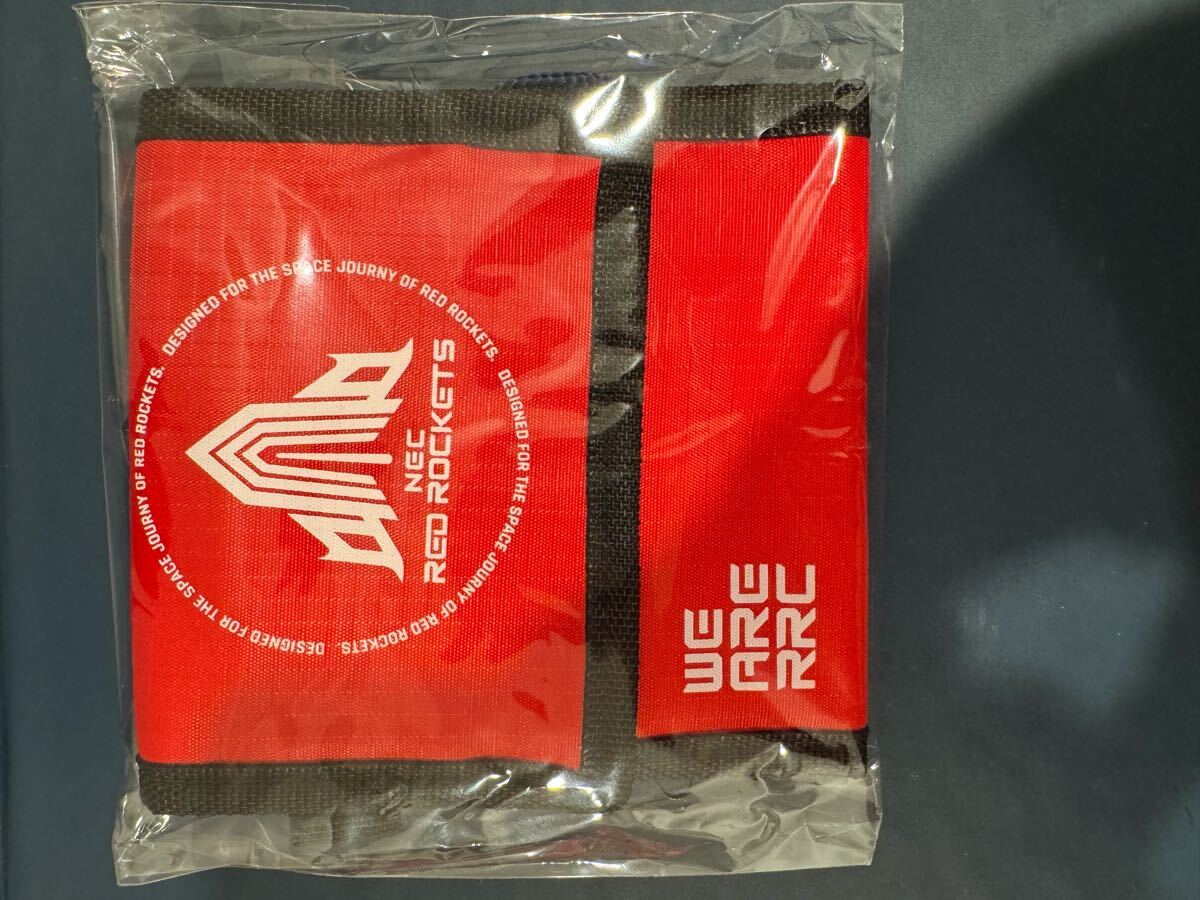 DESIGNED FOR THE SPACE JOURNY OF RED ROCKETS.
DESIGNED FOR THE SPACE JOURNY OF RED ROCKETS.
DESIGNED FOR THE SPACE JOURNY OF RED ROCKETS.
NEC
RED ROCKETS
WE
ARE
RRC